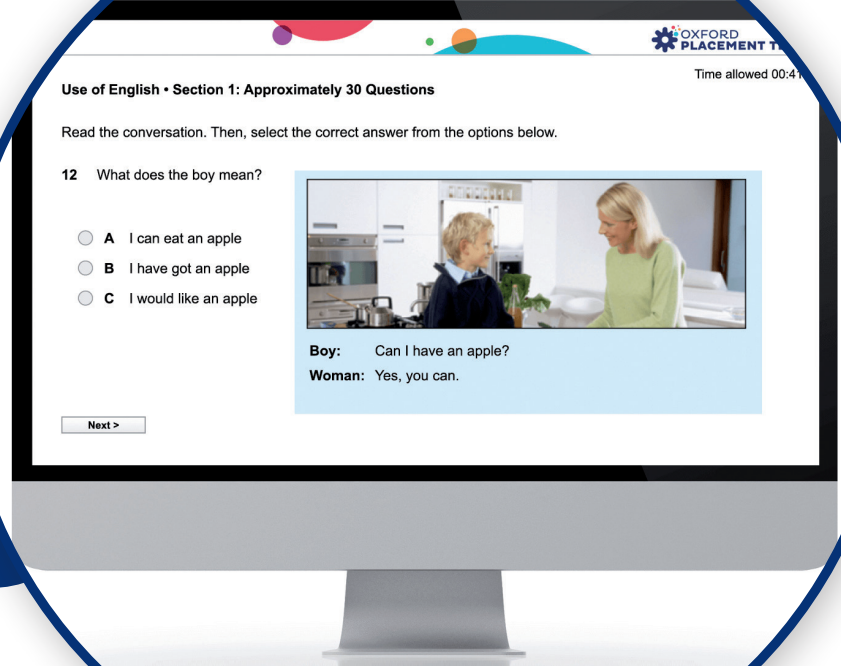 OXFORD
PLACEMENT
Time allowed 00:41
Use of English • Section 1: Approximately 30 Questions
Read the conversation. Then, select the correct answer from the options below.
12 What does the boy mean?
A I can eat an apple
B I have got an apple
C I would like an apple
Boy: Can I have an apple?
Woman: Yes, you can.
Next >